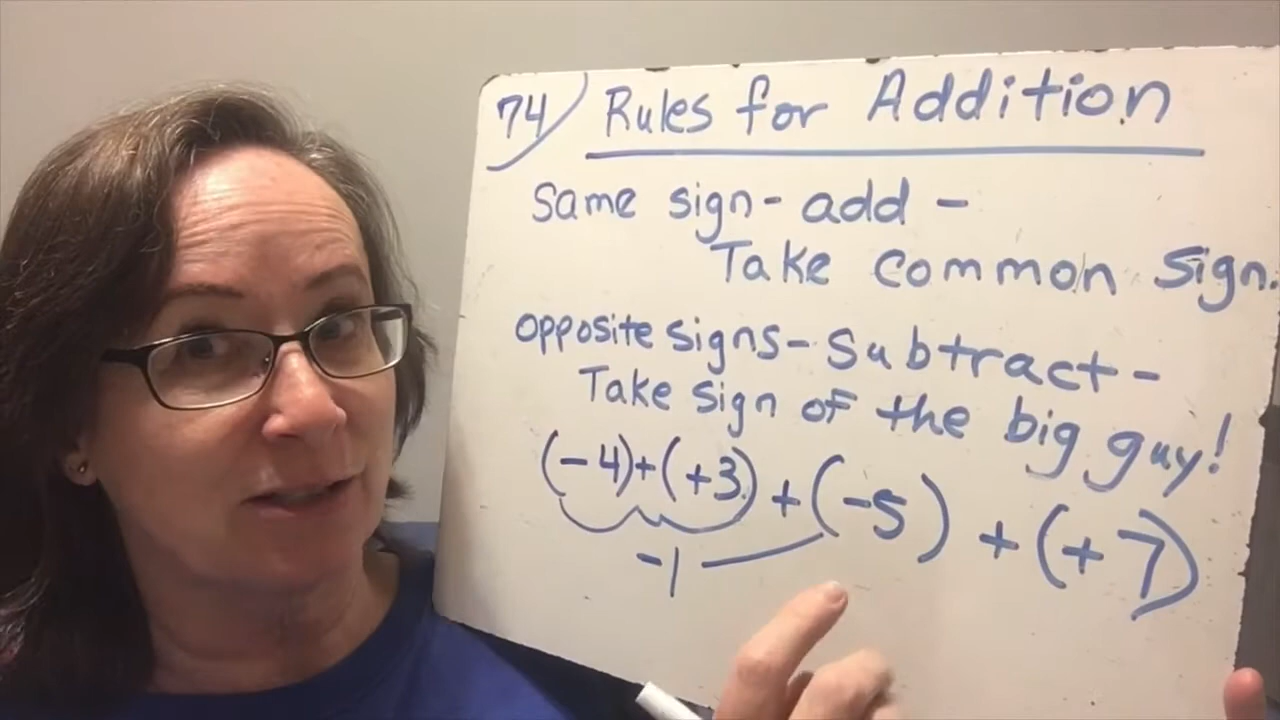 74) Rules for Addition
Same sign - add -
Take common sign.
opposite signs - subtract -
Take sign of the big guy!
(-4)+(+3)+(-5)+(+7)
-1